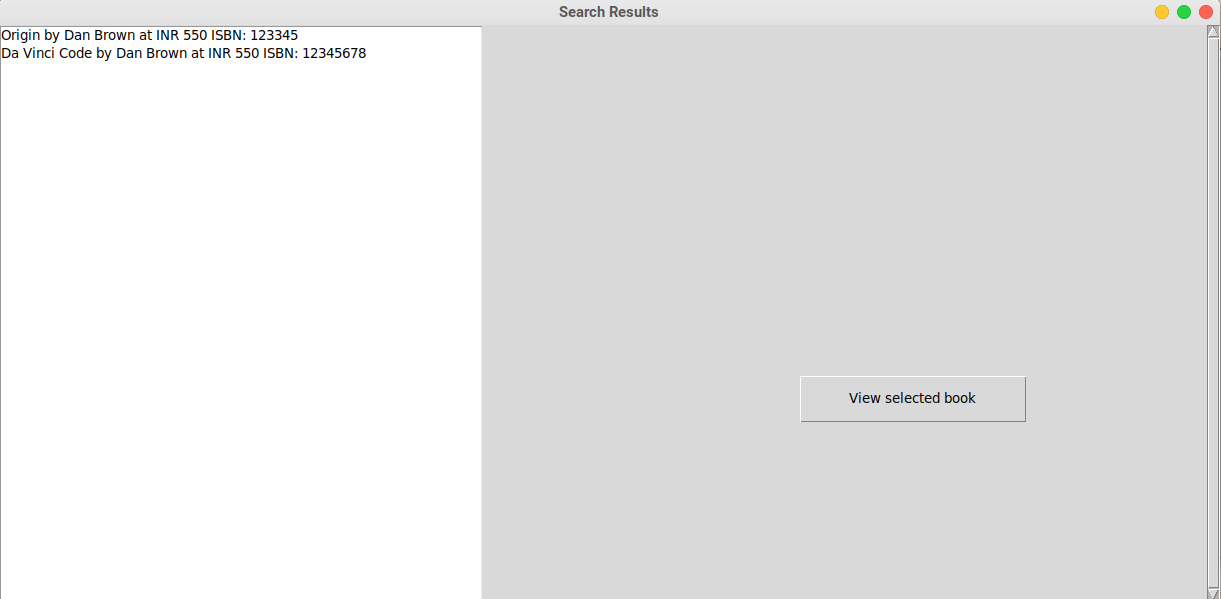 Search Results
Origin by Dan Brown at INR 550 ISBN: 123345
Da Vinci Code by Dan Brown at INR 550 ISBN: 12345678
View selected book